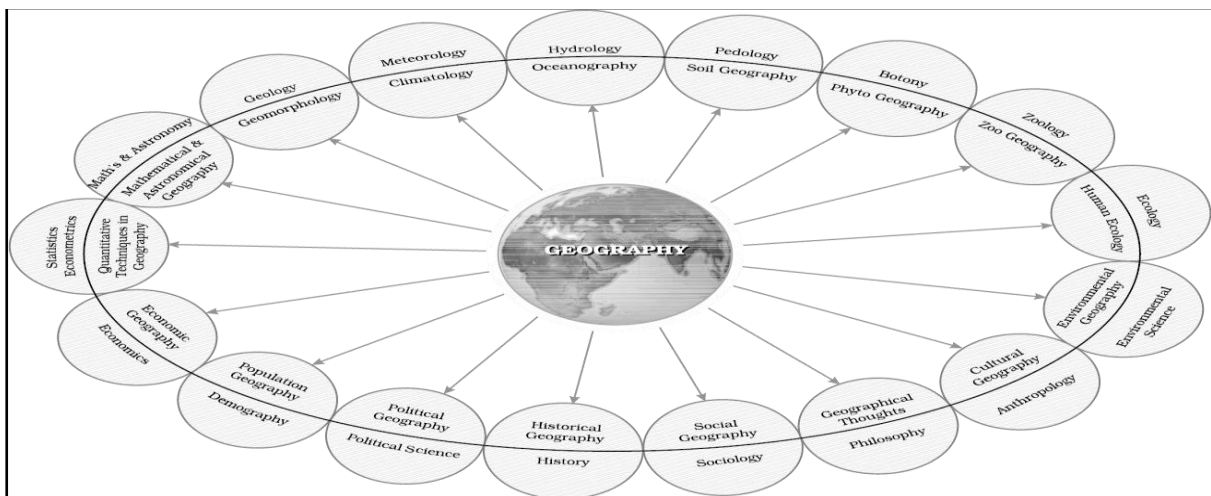 Meteorology
Climatology
Hydrology
Oceanography
Pedology
Soil Geography
Botony
Phyto Geography
Zoology
Zoo Geography
Ecology
Human Ecology
Environmental
Geography
Environmental
Science
Cultural
Geography
Anthropology
Geographical
Thoughts
Philosophy
Social
Geography
Sociology
Historical
Geography
History
Political
Geography
Political Science
Population
Geography
Demography
Economic
Geography
Economics
Statistics
Econometrics
Quantitative
Techniques in
Geography
Math's & Astronomy
Mathematical &
Astronomical
Geography
Geology
Geomorphology
GEOGRAPHY